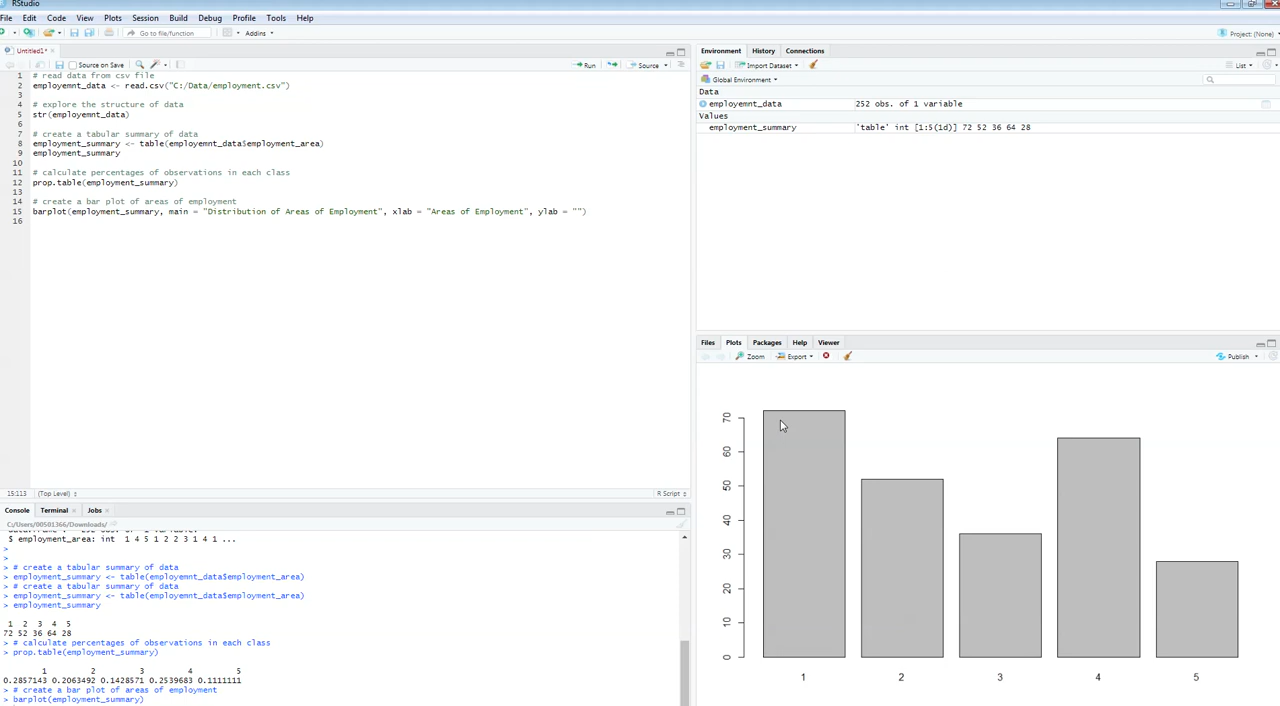 RStudio
File Edit Code View Plots Session Build Debug Profile Tools Help
Go to file/function Addins
Project: (None)
Untitled1*
Source on Save Run Source
1 # read data from csv file
2 employemnt_data <- read.csv("C:/Data/employment.csv")
3
4 # explore the structure of data
5 str(employemnt_data)
6
7 # create a tabular summary of data
8 employment_summary <- table(employemnt_data$employment_area)
9 employment_summary
10
11 # calculate percentages of observations in each class
12 prop.table(employment_summary)
13
14 # create a bar plot of areas of employment
15 barplot(employment_summary, main = "Distribution of Areas of Employment", xlab = "Areas of Employment", ylab = "")
16
15:113 (Top Level) R Script
Console Terminal Jobs
C:/Users/00501366/Downloads/
$ employment_area: int 1 4 5 1 2 2 3 1 4 1 ...
>
>
> # create a tabular summary of data
> employment_summary <- table(employemnt_data$employment_area)
> # create a tabular summary of data
> employment_summary <- table(employemnt_data$employment_area)
> employment_summary
1 2 3 4 5
72 52 36 64 28
> # calculate percentages of observations in each class
> prop.table(employment_summary)
1 2 3 4 5
0.2857143 0.2063492 0.1428571 0.2539683 0.1111111
> # create a bar plot of areas of employment
> barplot(employment_summary)
Environment History Connections
Import Dataset List
Global Environment
Data
employemnt_data 252 obs. of 1 variable
Values
employment_summary 'table' int [1:5(1d)] 72 52 36 64 28
Files Plots Packages Help Viewer
Zoom Export Publish
70
60
50
40
30
20
10
0
1 2 3 4 5